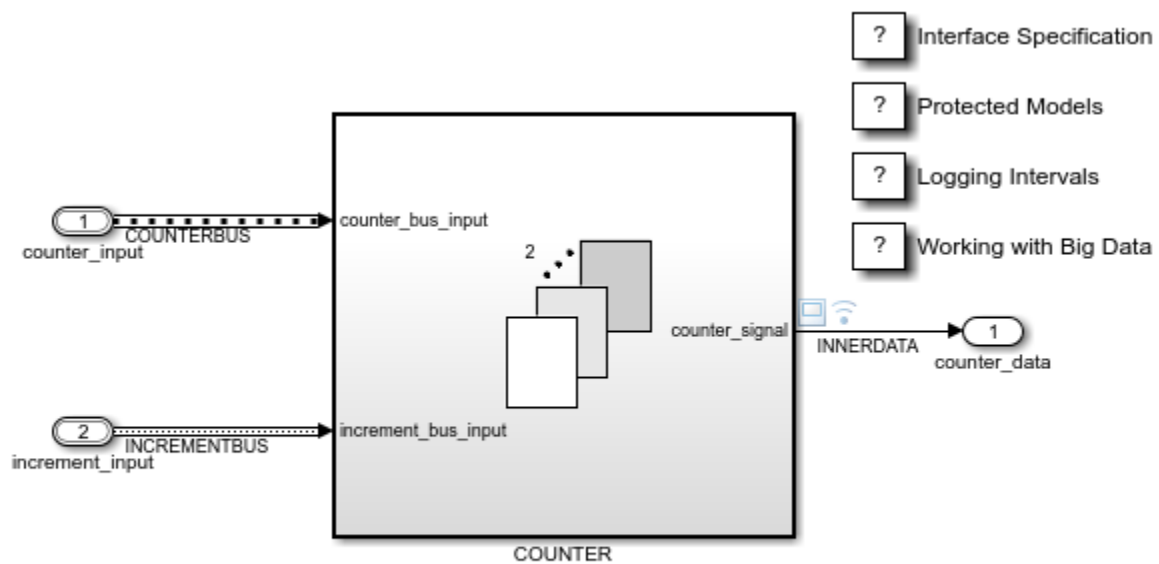 ? Interface Specification
? Protected Models
? Logging Intervals
? Working with Big Data
1
COUNTERBUS
counter_input
counter_bus_input
2
counter_signal
INNERDATA
1
counter_data
2
INCREMENTBUS
increment_input
increment_bus_input
COUNTER